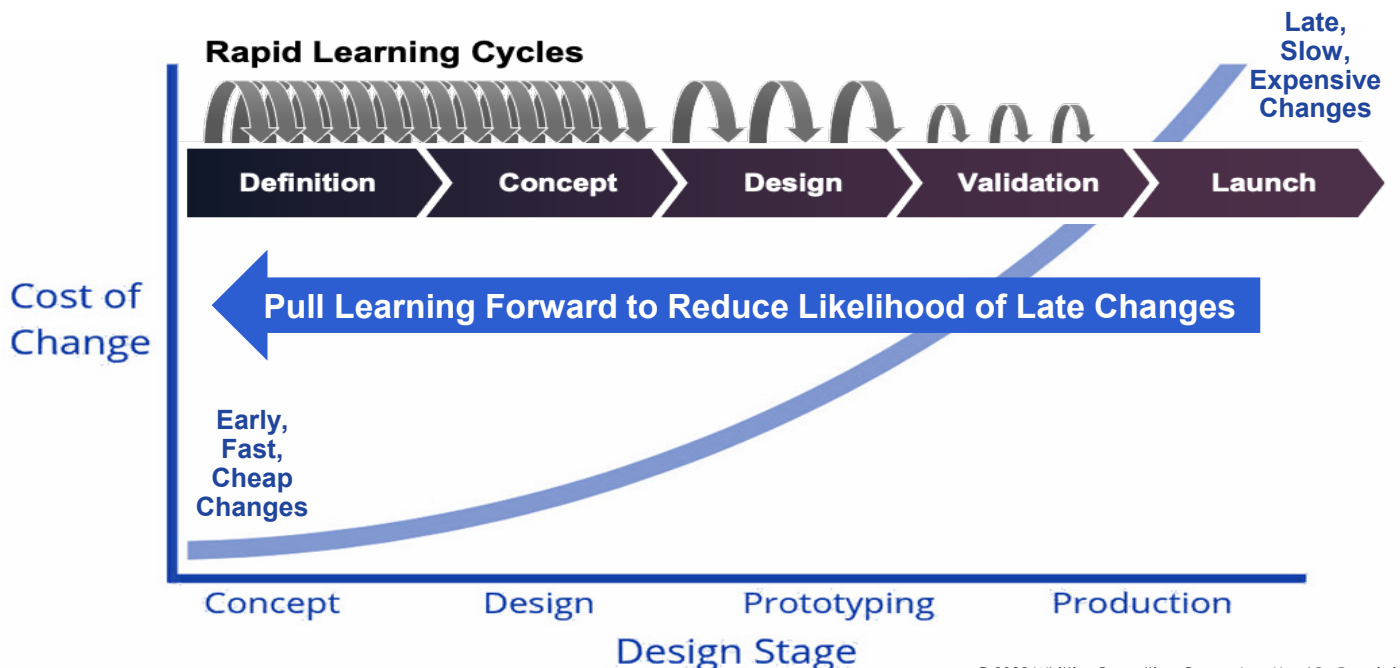 Rapid Learning Cycles
Late,
Slow,
Expensive
Changes
Definition
Concept
Design
Validation
Launch
Pull Learning Forward to Reduce Likelihood of Late Changes
Cost of
Change
Early,
Fast,
Cheap
Changes
Concept
Design
Prototyping
Production
Design Stage